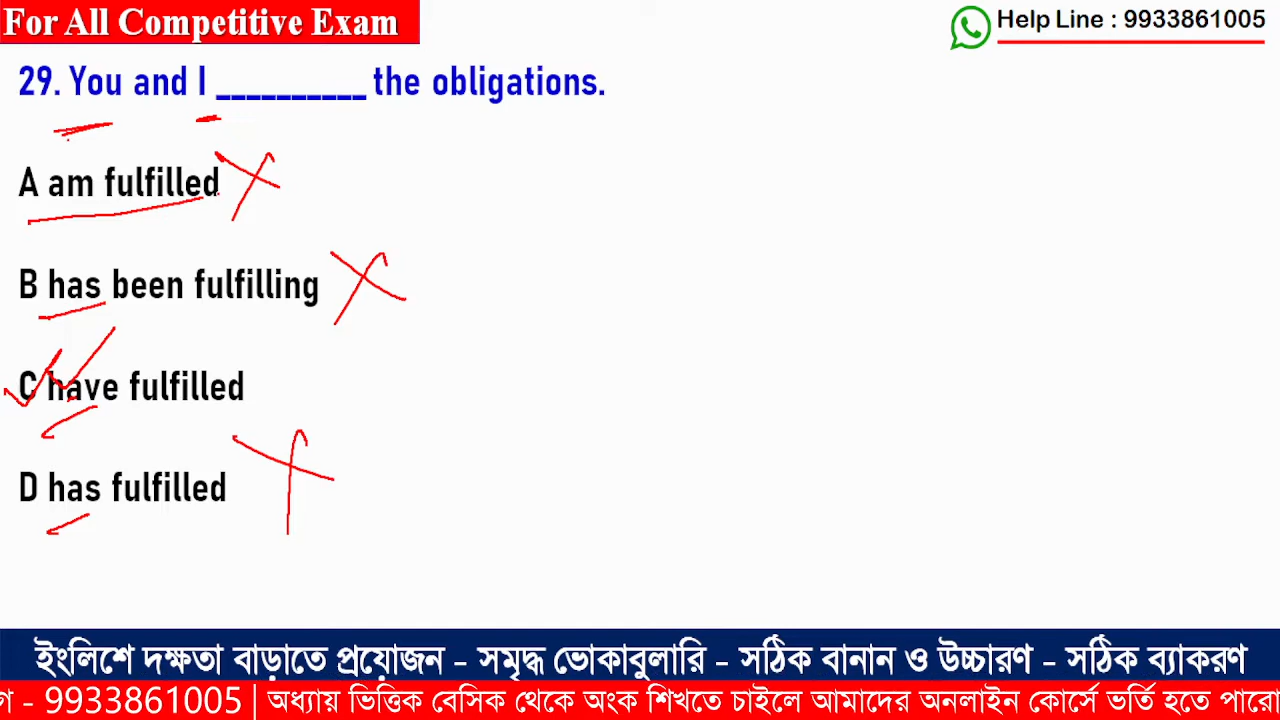 For All Competitive Exam
Help Line : 9933861005
29. You and I __________ the obligations.
A am fulfilled
B has been fulfilling
C have fulfilled
D has fulfilled
ইংলিশে দক্ষতা বাড়াতে প্রয়োজন - সমৃদ্ধ ভোকাবুলারি - সঠিক বানান ও উচ্চারণ - সঠিক ব্যাকরণ
- 9933861005 | অধ্যায় ভিত্তিক বেসিক থেকে অংক শিখতে চাইলে আমাদের অনলাইন কোর্সে ভর্তি হতে পারো